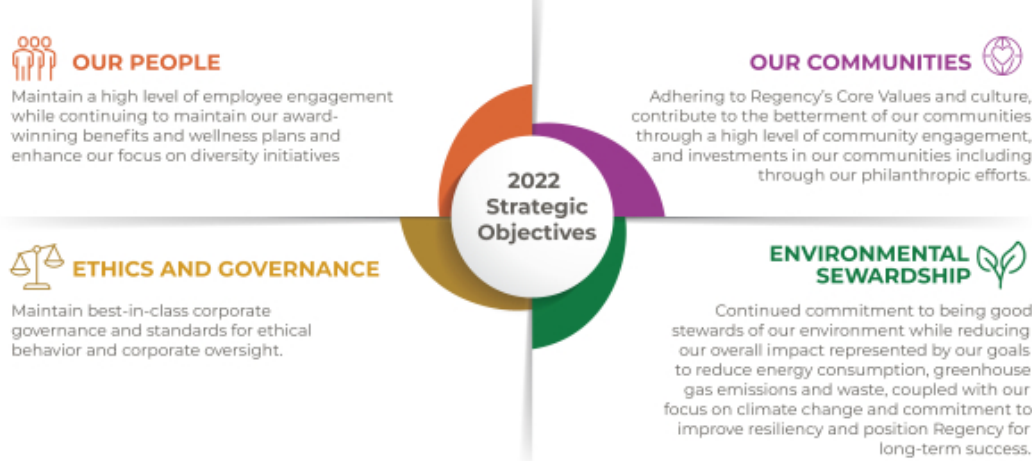 OUR PEOPLE
Maintain a high level of employee engagement
while continuing to maintain our award-
winning benefits and wellness plans and
enhance our focus on diversity initiatives
OUR COMMUNITIES
Adhering to Regency's Core Values and culture,
contribute to the betterment of our communities
through a high level of community engagement,
and investments in our communities including
through our philanthropic efforts.
2022
Strategic
Objectives
ETHICS AND GOVERNANCE
Maintain best-in-class corporate
governance and standards for ethical
behavior and corporate oversight.
ENVIRONMENTAL
SEWARDSHIP
Continued commitment to being good
stewards of our environment while reducing
our overall impact represented by our goals
to reduce energy consumption, greenhouse
gas emissions and waste, coupled with our
focus on climate change and commitment to
improve resiliency and position Regency for
long-term success.